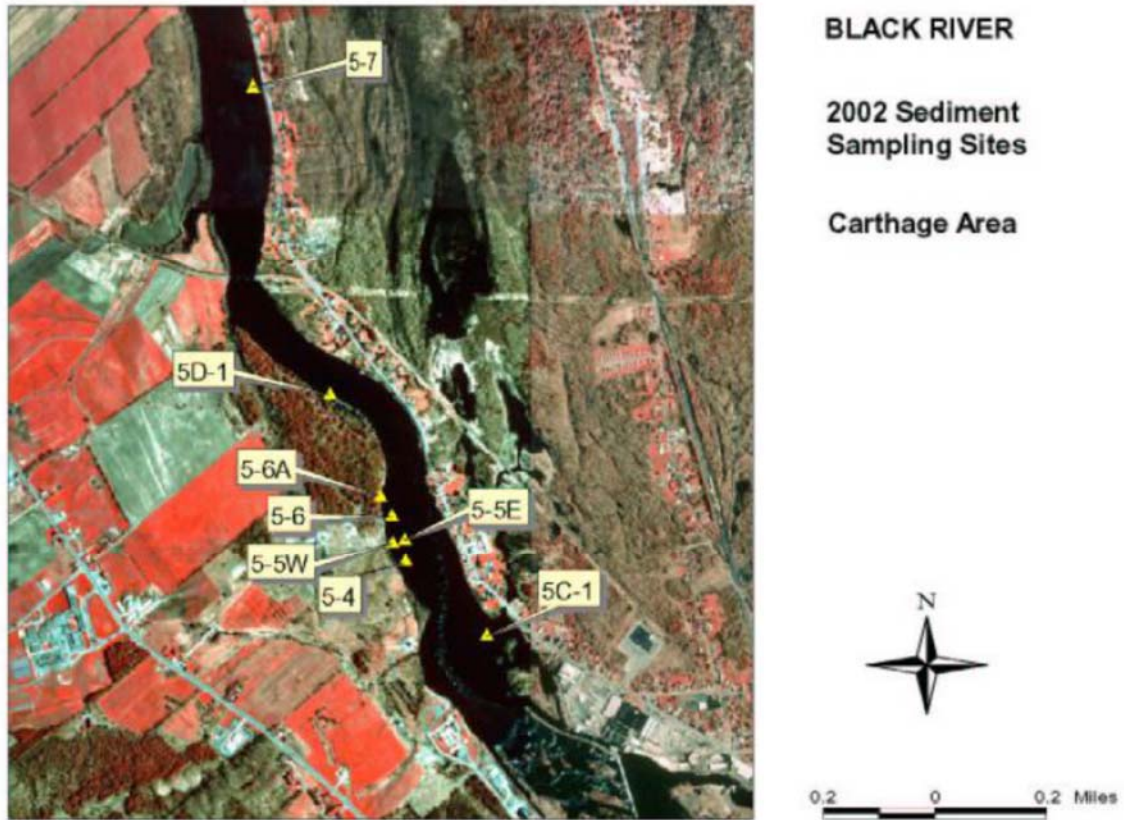 BLACK RIVER
2002 Sediment
Sampling Sites
Carthage Area
5-7
5D-1
5-6A
5-6
5-5E
5-5W
5-4
5C-1
N
0.2 0 0.2 Miles